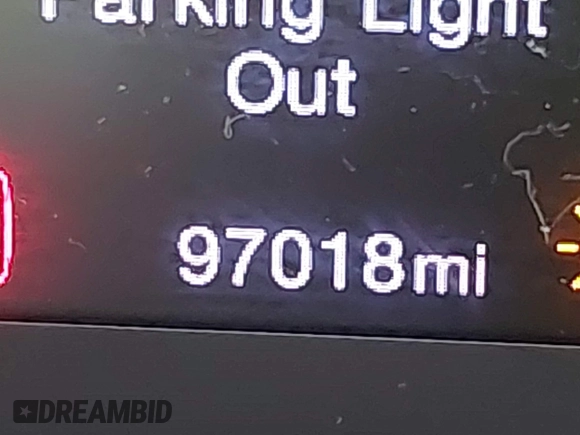 Parking Light
Out
97018mi
DREAMBID